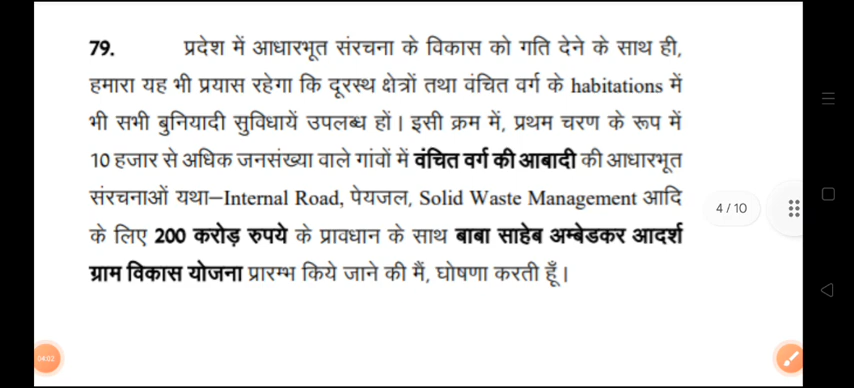 79. प्रदेश में आधारभूत संरचना के विकास को गति देने के साथ ही,
हमारा यह भी प्रयास रहेगा कि दूरस्थ क्षेत्रों तथा वंचित वर्ग के habitations में
भी सभी बुनियादी सुविधायें उपलब्ध हों। इसी क्रम में, प्रथम चरण के रूप में
10 हजार से अधिक जनसंख्या वाले गांवों में वंचित वर्ग की आबादी की आधारभूत
संरचनाओं यथा–Internal Road, पेयजल, Solid Waste Management आदि
के लिए 200 करोड़ रुपये के प्रावधान के साथ बाबा साहेब अम्बेडकर आदर्श
ग्राम विकास योजना प्रारम्भ किये जाने की मैं, घोषणा करती हूँ।
4 / 10
04:02